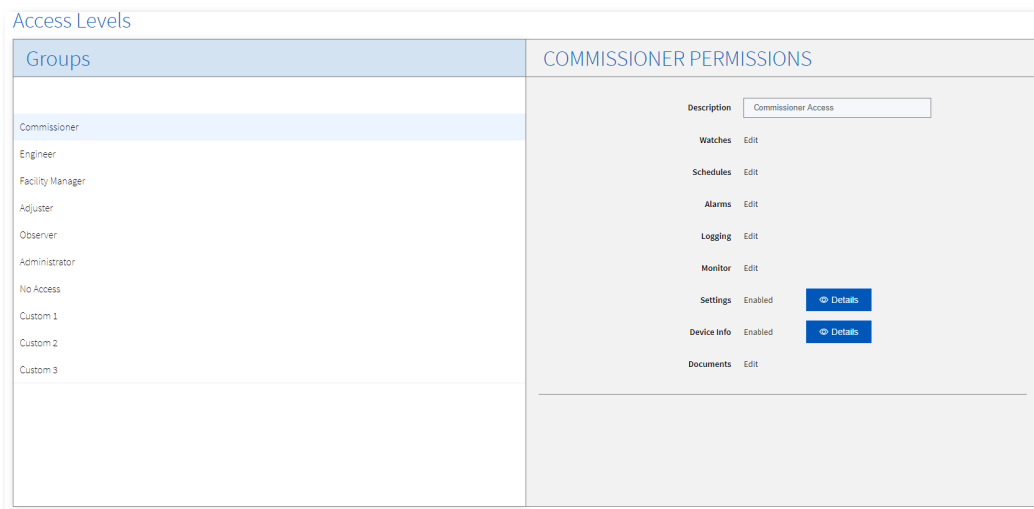 Access Levels
Groups
Commissioner
Engineer
Facility Manager
Adjuster
Observer
Administrator
No Access
Custom 1
Custom 2
Custom 3
COMMISSIONER PERMISSIONS
Description Commissioner Access
Watches Edit
Schedules Edit
Alarms Edit
Logging Edit
Monitor Edit
Settings Enabled Details
Device Info Enabled Details
Documents Edit